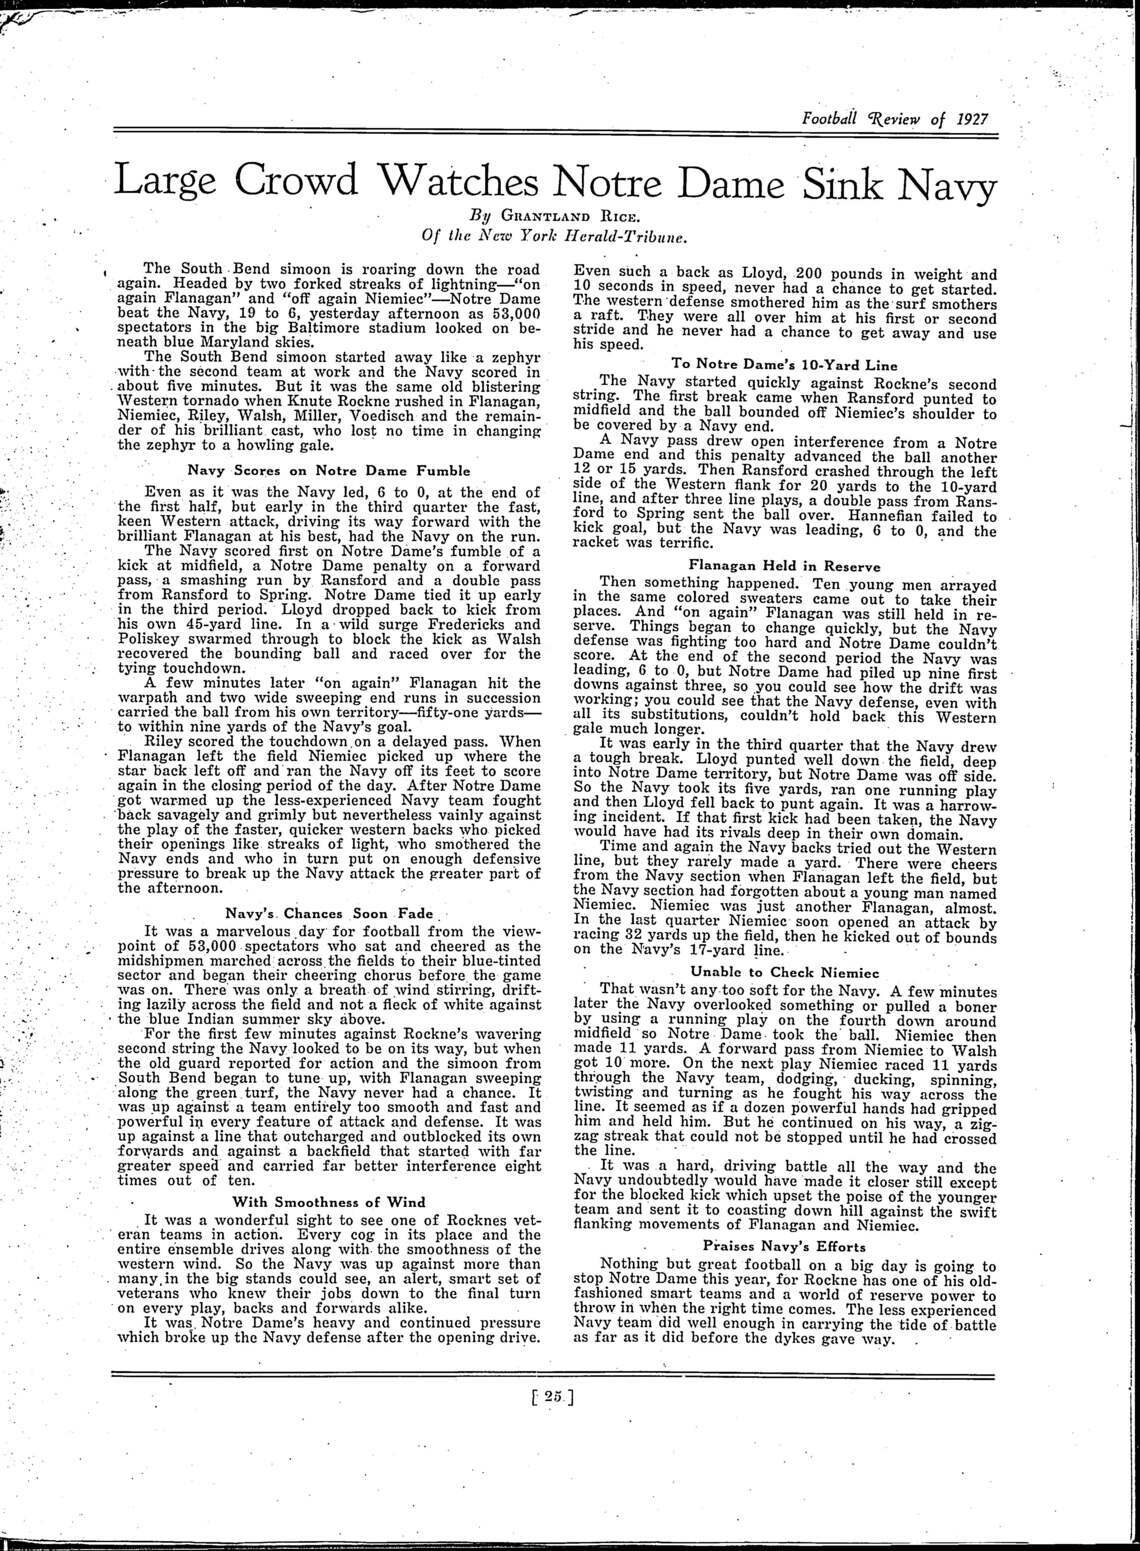 Football Review of 1927
Large Crowd Watches Notre Dame Sink Navy
By GRANTLAND RICE.
Of the New York Herald-Tribune.
The South Bend simoon is roaring down the road
again. Headed by two forked streaks of lightning—"on
again Flanagan" and "off again Niemiec"—Notre Dame
beat the Navy, 19 to 6, yesterday afternoon as 53,000
spectators in the big Baltimore stadium looked on be-
neath blue Maryland skies.
The South Bend simoon started away like a zephyr
with the second team at work and the Navy scored in
about five minutes. But it was the same old blistering
Western tornado when Knute Rockne rushed in Flanagan,
Niemiec, Riley, Walsh, Miller, Voedisch and the remain-
der of his brilliant cast, who lost no time in changing
the zephyr to a howling gale.
Navy Scores on Notre Dame Fumble
Even as it was the Navy led, 6 to 0, at the end of
the first half, but early in the third quarter the fast,
keen Western attack, driving its way forward with the
brilliant Flanagan at his best, had the Navy on the run.
The Navy scored first on Notre Dame's fumble of a
kick at midfield, a Notre Dame penalty on a forward
pass, a smashing run by Ransford and a double pass
from Ransford to Spring. Notre Dame tied it up early
in the third period. Lloyd dropped back to kick from
his own 45-yard line. In a wild surge Fredericks and
Poliskey swarmed through to block the kick as Walsh
recovered the bounding ball and raced over for the
tying touchdown.
A few minutes later "on again" Flanagan hit the
warpath and two wide sweeping end runs in succession
carried the ball from his own territory—fifty-one yards—
to within nine yards of the Navy's goal.
Riley scored the touchdown on a delayed pass. When
Flanagan left the field Niemiec picked up where the
star back left off and ran the Navy off its feet to score
again in the closing period of the day. After Notre Dame
got warmed up the less-experienced Navy team fought
back savagely and grimly but nevertheless vainly against
the play of the faster, quicker western backs who picked
their openings like streaks of light, who smothered the
Navy ends and who in turn put on enough defensive
pressure to break up the Navy attack the greater part of
the afternoon.
Navy's Chances Soon Fade
It was a marvelous day for football from the view-
point of 53,000 spectators who sat and cheered as the
midshipmen marched across the fields to their blue-tinted
sector and began their cheering chorus before the game
was on. There was only a breath of wind stirring, drift-
ing lazily across the field and not a fleck of white against
the blue Indian summer sky above.
For the first few minutes against Rockne's wavering
second string the Navy looked to be on its way, but when
the old guard reported for action and the simoon from
South Bend began to tune up, with Flanagan sweeping
along the green turf, the Navy never had a chance. It
was up against a team entirely too smooth and fast and
powerful in every feature of attack and defense. It was
up against a line that outcharged and outblocked its own
forwards and against a backfield that started with far
greater speed and carried far better interference eight
times out of ten.
With Smoothness of Wind
It was a wonderful sight to see one of Rocknes vet-
eran teams in action. Every cog in its place and the
entire ensemble drives along with the smoothness of the
western wind. So the Navy was up against more than
many in the big stands could see, an alert, smart set of
veterans who knew their jobs down to the final turn
on every play, backs and forwards alike.
It was Notre Dame's heavy and continued pressure
which broke up the Navy defense after the opening drive.
Even such a back as Lloyd, 200 pounds in weight and
10 seconds in speed, never had a chance to get started.
The western defense smothered him as the surf smothers
a raft. They were all over him at his first or second
stride and he never had a chance to get away and use
his speed.
To Notre Dame's 10-Yard Line
The Navy started quickly against Rockne's second
string. The first break came when Ransford punted to
midfield and the ball bounded off Niemiec's shoulder to
be covered by a Navy end.
A Navy pass drew open interference from a Notre
Dame end and this penalty advanced the ball another
12 or 15 yards. Then Ransford crashed through the left
side of the Western flank for 20 yards to the 10-yard
line, and after three line plays, a double pass from Rans-
ford to Spring sent the ball over. Hannefian failed to
kick goal, but the Navy was leading, 6 to 0, and the
racket was terrific.
Flanagan Held in Reserve
Then something happened. Ten young men arrayed
in the same colored sweaters came out to take their
places. And "on again" Flanagan was still held in re-
serve. Things began to change quickly, but the Navy
defense was fighting too hard and Notre Dame couldn't
score. At the end of the second period the Navy was
leading, 6 to 0, but Notre Dame had piled up nine first
downs against three, so you could see how the drift was
working; you could see that the Navy defense, even with
all its substitutions, couldn't hold back this Western
gale much longer.
It was early in the third quarter that the Navy drew
a tough break. Lloyd punted well down the field, deep
into Notre Dame territory, but Notre Dame was off side.
So the Navy took its five yards, ran one running play
and then Lloyd fell back to punt again. It was a harrow-
ing incident. If that first kick had been taken, the Navy
would have had its rivals deep in their own domain.
Time and again the Navy backs tried out the Western
line, but they rarely made a yard. There were cheers
from the Navy section when Flanagan left the field, but
the Navy section had forgotten about a young man named
Niemiec. Niemiec was just another Flanagan, almost.
In the last quarter Niemiec soon opened an attack by
racing 32 yards up the field, then he kicked out of bounds
on the Navy's 17-yard line.
Unable to Check Niemiec
That wasn't any too soft for the Navy. A few minutes
later the Navy overlooked something or pulled a boner
by using a running play on the fourth down around
midfield so Notre Dame took the ball. Niemiec then
made 11 yards. A forward pass from Niemiec to Walsh
got 10 more. On the next play Niemiec raced 11 yards
through the Navy team, dodging, ducking, spinning,
twisting and turning as he fought his way across the
line. It seemed as if a dozen powerful hands had gripped
him and held him. But he continued on his way, a zig-
zag streak that could not be stopped until he had crossed
the line.
It was a hard, driving battle all the way and the
Navy undoubtedly would have made it closer still except
for the blocked kick which upset the poise of the younger
team and sent it to coasting down hill against the swift
flanking movements of Flanagan and Niemiec.
Praises Navy's Efforts
Nothing but great football on a big day is going to
stop Notre Dame this year, for Rockne has one of his old-
fashioned smart teams and a world of reserve power to
throw in when the right time comes. The less experienced
Navy team did well enough in carrying the tide of battle
as far as it did before the dykes gave way.
[ 25 ]